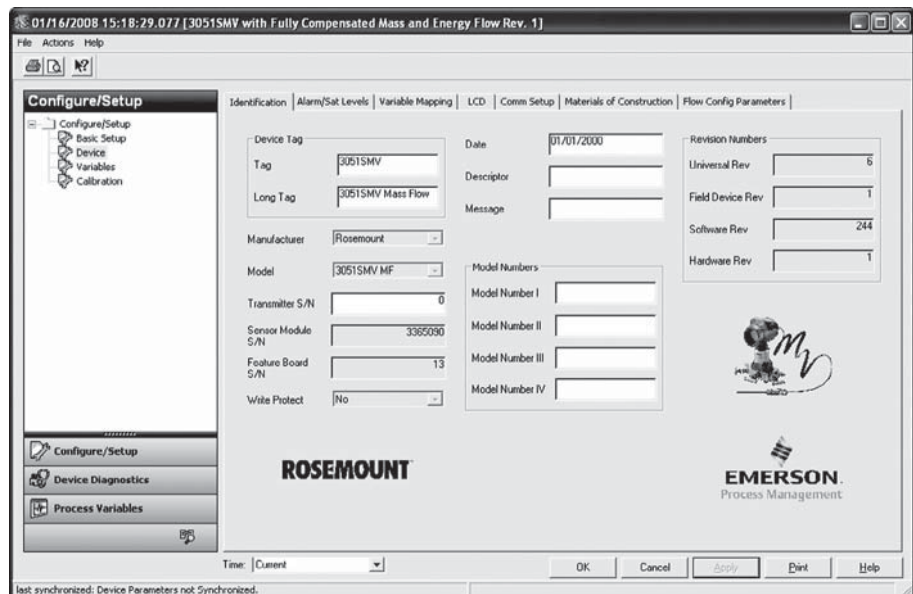 01/16/2008 15:18:29.077 [3051SMV with Fully Compensated Mass and Energy Flow Rev. 1]
File Actions Help
Configure/Setup
Configure/Setup
Basic Setup
Device
Variables
Calibration
Configure/Setup
Device Diagnostics
Process Variables
Identification Alarm/Sat Levels Variable Mapping LCD Comm Setup Materials of Construction Flow Config Parameters
Device Tag
Tag 3051SMV
Long Tag 3051SMV Mass Flow
Manufacturer Rosemount
Model 3051SMV MF
Transmitter S/N 0
Sensor Module S/N 3365090
Feature Board S/N 13
Write Protect No
Date 01/01/2000
Descriptor
Message
Model Numbers
Model Number I
Model Number II
Model Number III
Model Number IV
Revision Numbers
Universal Rev 6
Field Device Rev 1
Software Rev 244
Hardware Rev 1
MV
ROSEMOUNT
EMERSON.
Process Management
Time: Current
OK Cancel Apply Print Help
last synchronized: Device Parameters not Synchronized.